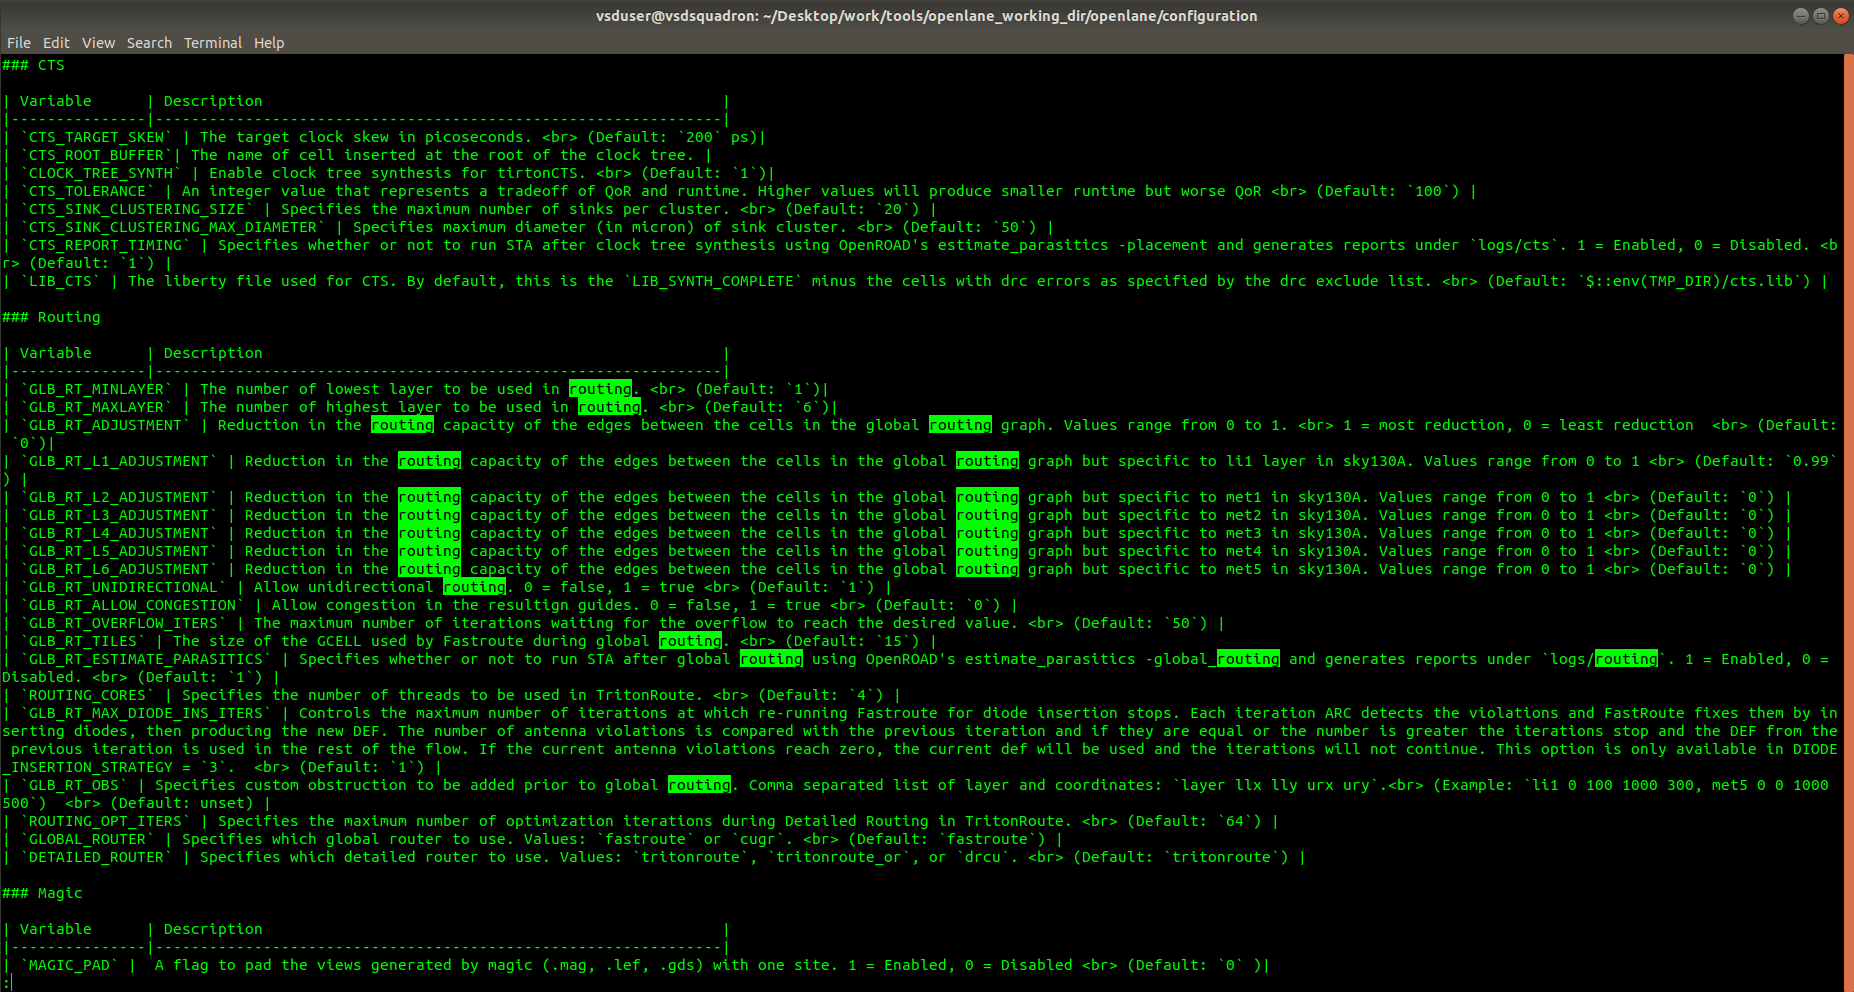 vsduser@vsdsquadron: ~/Desktop/work/tools/openlane_working_dir/openlane/configuration
File Edit View Search Terminal Help
### CTS
| Variable      | Description                                                   |
|---------------|---------------------------------------------------------------|
| `CTS_TARGET_SKEW` | The target clock skew in picoseconds. <br> (Default: `200` ps)|
| `CTS_ROOT_BUFFER`| The name of cell inserted at the root of the clock tree. |
| `CLOCK_TREE_SYNTH` | Enable clock tree synthesis for tirtonCTS. <br> (Default: `1`)|
| `CTS_TOLERANCE` | An integer value that represents a tradeoff of QoR and runtime. Higher values will produce smaller runtime but worse QoR <br> (Default: `100`) |
| `CTS_SINK_CLUSTERING_SIZE` | Specifies the maximum number of sinks per cluster. <br> (Default: `20`) |
| `CTS_SINK_CLUSTERING_MAX_DIAMETER` | Specifies maximum diameter (in micron) of sink cluster. <br> (Default: `50`) |
| `CTS_REPORT_TIMING` | Specifies whether or not to run STA after clock tree synthesis using OpenROAD's estimate_parasitics -placement and generates reports under `logs/cts`. 1 = Enabled, 0 = Disabled. <b
r> (Default: `1`) |
| `LIB_CTS` | The liberty file used for CTS. By default, this is the `LIB_SYNTH_COMPLETE` minus the cells with drc errors as specified by the drc exclude list. <br> (Default: `$::env(TMP_DIR)/cts.lib`) |
### Routing
| Variable      | Description                                                   |
|---------------|---------------------------------------------------------------|
| `GLB_RT_MINLAYER` | The number of lowest layer to be used in routing. <br> (Default: `1`)|
| `GLB_RT_MAXLAYER` | The number of highest layer to be used in routing. <br> (Default: `6`)|
| `GLB_RT_ADJUSTMENT` | Reduction in the routing capacity of the edges between the cells in the global routing graph. Values range from 0 to 1. <br> 1 = most reduction, 0 = least reduction  <br> (Default:
 `0`)|
| `GLB_RT_L1_ADJUSTMENT` | Reduction in the routing capacity of the edges between the cells in the global routing graph but specific to li1 layer in sky130A. Values range from 0 to 1 <br> (Default: `0.99`
) |
| `GLB_RT_L2_ADJUSTMENT` | Reduction in the routing capacity of the edges between the cells in the global routing graph but specific to met1 in sky130A. Values range from 0 to 1 <br> (Default: `0`) |
| `GLB_RT_L3_ADJUSTMENT` | Reduction in the routing capacity of the edges between the cells in the global routing graph but specific to met2 in sky130A. Values range from 0 to 1 <br> (Default: `0`) |
| `GLB_RT_L4_ADJUSTMENT` | Reduction in the routing capacity of the edges between the cells in the global routing graph but specific to met3 in sky130A. Values range from 0 to 1 <br> (Default: `0`) |
| `GLB_RT_L5_ADJUSTMENT` | Reduction in the routing capacity of the edges between the cells in the global routing graph but specific to met4 in sky130A. Values range from 0 to 1 <br> (Default: `0`) |
| `GLB_RT_L6_ADJUSTMENT` | Reduction in the routing capacity of the edges between the cells in the global routing graph but specific to met5 in sky130A. Values range from 0 to 1 <br> (Default: `0`) |
| `GLB_RT_UNIDIRECTIONAL` | Allow unidirectional routing. 0 = false, 1 = true <br> (Default: `1`) |
| `GLB_RT_ALLOW_CONGESTION` | Allow congestion in the resultign guides. 0 = false, 1 = true <br> (Default: `0`) |
| `GLB_RT_OVERFLOW_ITERS` | The maximum number of iterations waiting for the overflow to reach the desired value. <br> (Default: `50`) |
| `GLB_RT_TILES` | The size of the GCELL used by Fastroute during global routing. <br> (Default: `15`) |
| `GLB_RT_ESTIMATE_PARASITICS` | Specifies whether or not to run STA after global routing using OpenROAD's estimate_parasitics -global_routing and generates reports under `logs/routing`. 1 = Enabled, 0 =
Disabled. <br> (Default: `1`) |
| `ROUTING_CORES` | Specifies the number of threads to be used in TritonRoute. <br> (Default: `4`) |
| `GLB_RT_MAX_DIODE_INS_ITERS` | Controls the maximum number of iterations at which re-running Fastroute for diode insertion stops. Each iteration ARC detects the violations and FastRoute fixes them by in
serting diodes, then producing the new DEF. The number of antenna violations is compared with the previous iteration and if they are equal or the number is greater the iterations stop and the DEF from the
 previous iteration is used in the rest of the flow. If the current antenna violations reach zero, the current def will be used and the iterations will not continue. This option is only available in DIODE
_INSERTION_STRATEGY = `3`.  <br> (Default: `1`) |
| `GLB_RT_OBS` | Specifies custom obstruction to be added prior to global routing. Comma separated list of layer and coordinates: `layer llx lly urx ury`.<br> (Example: `li1 0 100 1000 300, met5 0 0 1000
500`)  <br> (Default: unset) |
| `ROUTING_OPT_ITERS` | Specifies the maximum number of optimization iterations during Detailed Routing in TritonRoute. <br> (Default: `64`) |
| `GLOBAL_ROUTER` | Specifies which global router to use. Values: `fastroute` or `cugr`. <br> (Default: `fastroute`) |
| `DETAILED_ROUTER` | Specifies which detailed router to use. Values: `tritonroute`, `tritonroute_or`, or `drcu`. <br> (Default: `tritonroute`) |
### Magic
| Variable      | Description                                                   |
|---------------|---------------------------------------------------------------|
| `MAGIC_PAD` |  A flag to pad the views generated by magic (.mag, .lef, .gds) with one site. 1 = Enabled, 0 = Disabled <br> (Default: `0` )|
: